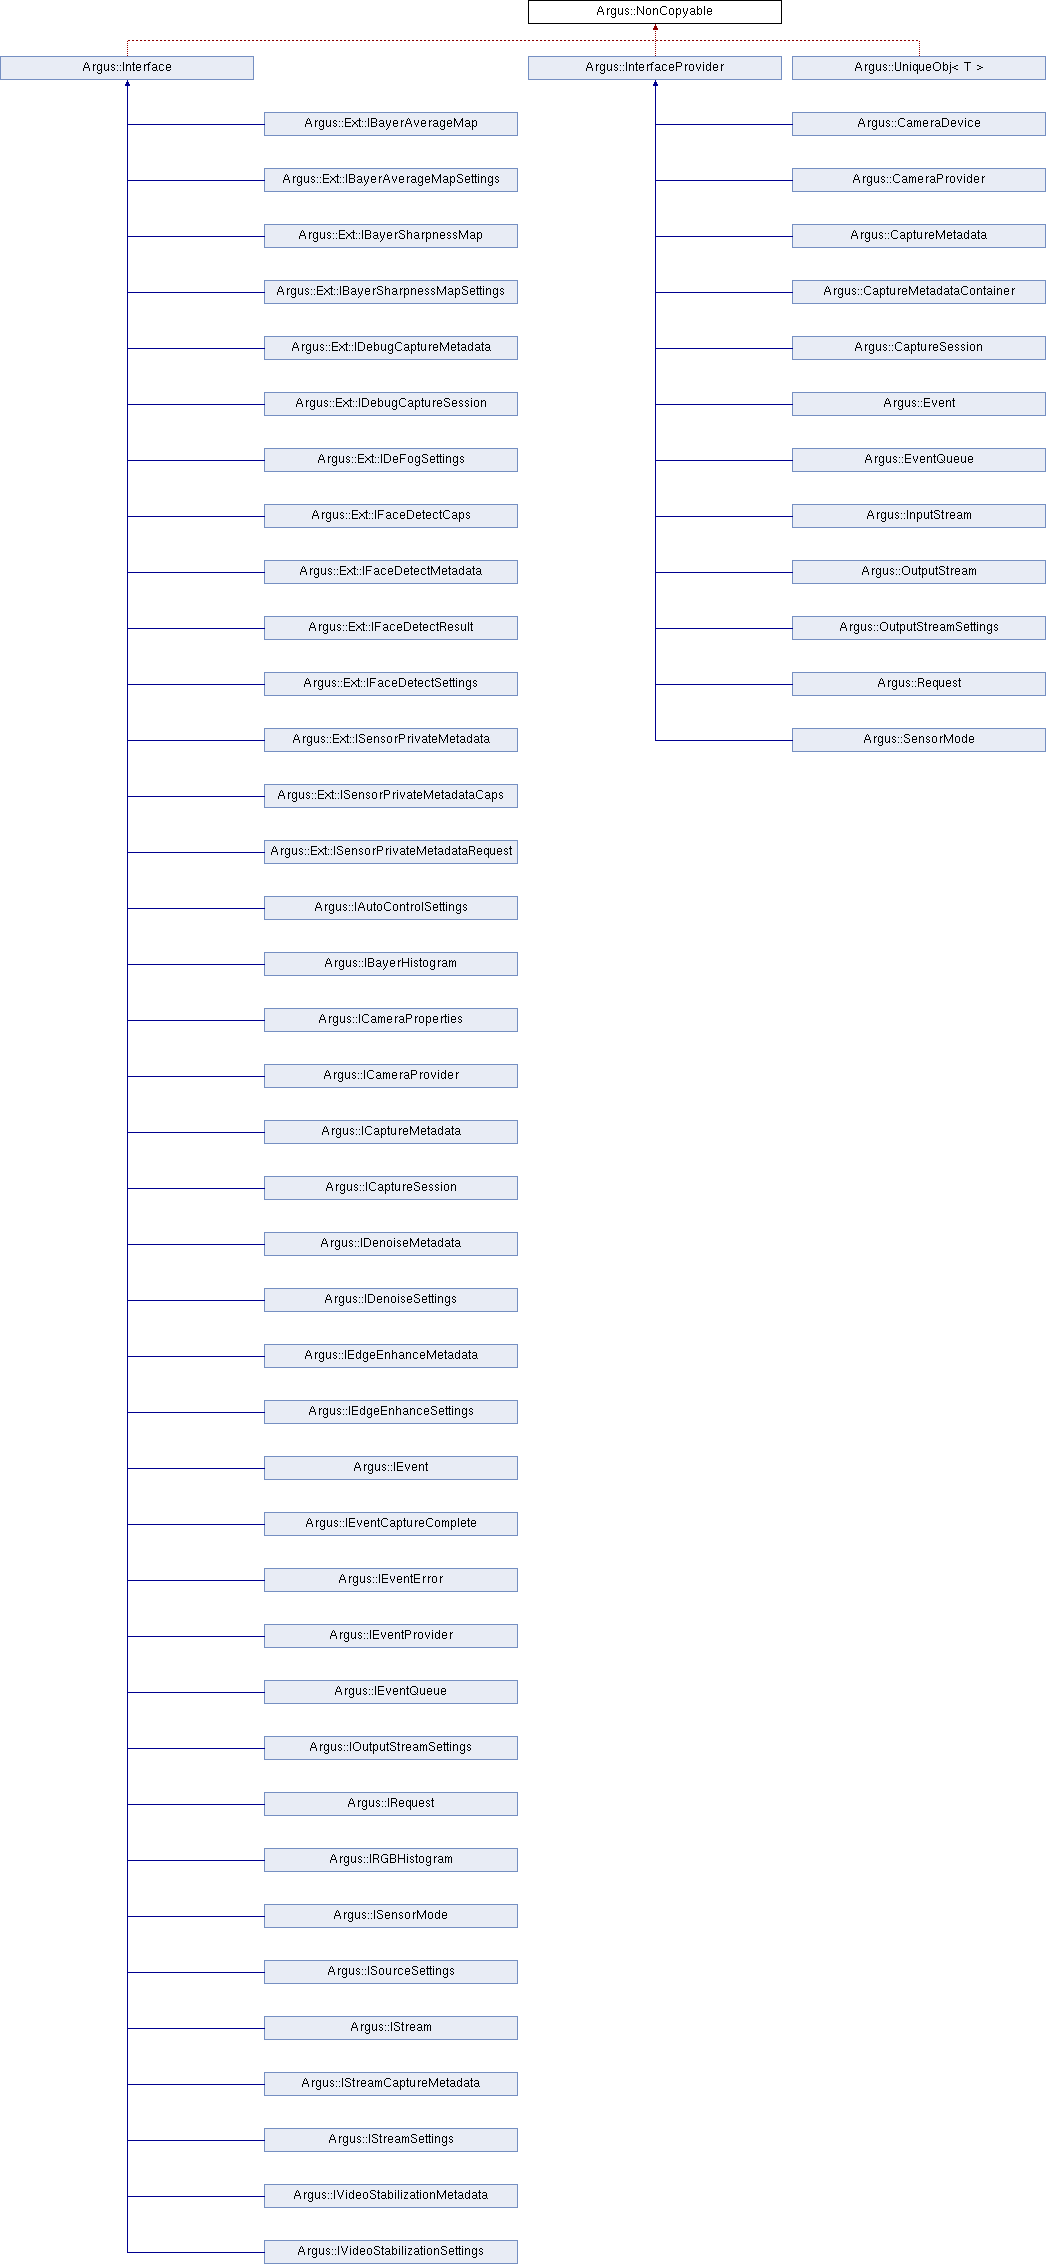 Argus::NonCopyable
Argus::Interface
Argus::InterfaceProvider
Argus::UniqueObj< T >
Argus::Ext::IBayerAverageMap
Argus::CameraDevice
Argus::Ext::IBayerAverageMapSettings
Argus::CameraProvider
Argus::Ext::IBayerSharpnessMap
Argus::CaptureMetadata
Argus::Ext::IBayerSharpnessMapSettings
Argus::CaptureMetadataContainer
Argus::Ext::IDebugCaptureMetadata
Argus::CaptureSession
Argus::Ext::IDebugCaptureSession
Argus::Event
Argus::Ext::IDeFogSettings
Argus::EventQueue
Argus::Ext::IFaceDetectCaps
Argus::InputStream
Argus::Ext::IFaceDetectMetadata
Argus::OutputStream
Argus::Ext::IFaceDetectResult
Argus::OutputStreamSettings
Argus::Ext::IFaceDetectSettings
Argus::Request
Argus::Ext::ISensorPrivateMetadata
Argus::SensorMode
Argus::Ext::ISensorPrivateMetadataCaps
Argus::Ext::ISensorPrivateMetadataRequest
Argus::IAutoControlSettings
Argus::IBayerHistogram
Argus::ICameraProperties
Argus::ICameraProvider
Argus::ICaptureMetadata
Argus::ICaptureSession
Argus::IDenoiseMetadata
Argus::IDenoiseSettings
Argus::IEdgeEnhanceMetadata
Argus::IEdgeEnhanceSettings
Argus::IEvent
Argus::IEventCaptureComplete
Argus::IEventError
Argus::IEventProvider
Argus::IEventQueue
Argus::IOutputStreamSettings
Argus::IRequest
Argus::IRGBHistogram
Argus::ISensorMode
Argus::ISourceSettings
Argus::IStream
Argus::IStreamCaptureMetadata
Argus::IStreamSettings
Argus::IVideoStabilizationMetadata
Argus::IVideoStabilizationSettings